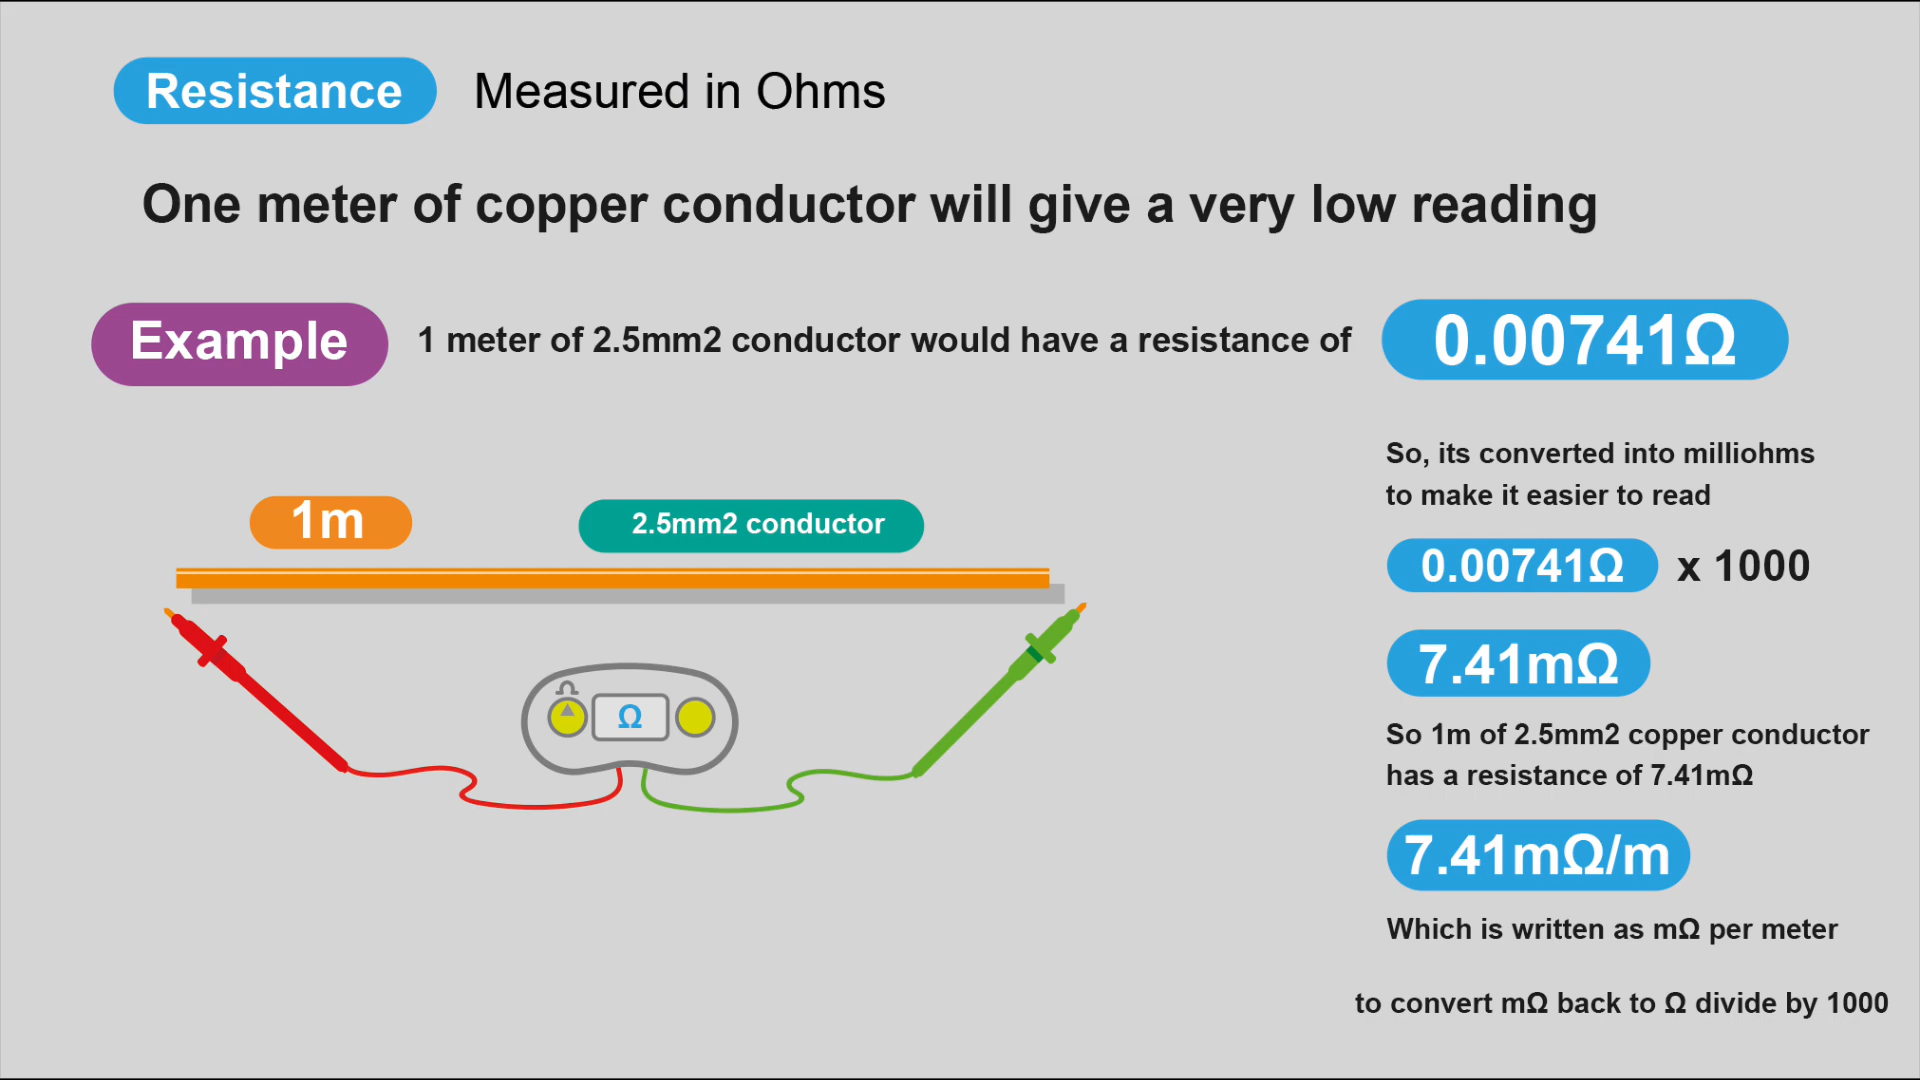 Resistance Measured in Ohms
One meter of copper conductor will give a very low reading
Example 1 meter of 2.5mm2 conductor would have a resistance of 0.00741Ω
So, its converted into milliohms
to make it easier to read
1m 2.5mm2 conductor
0.00741Ω x 1000
7.41mΩ
Ω
Ω
So 1m of 2.5mm2 copper conductor
has a resistance of 7.41mΩ
7.41mΩ/m
Which is written as mΩ per meter
to convert mΩ back to Ω divide by 1000